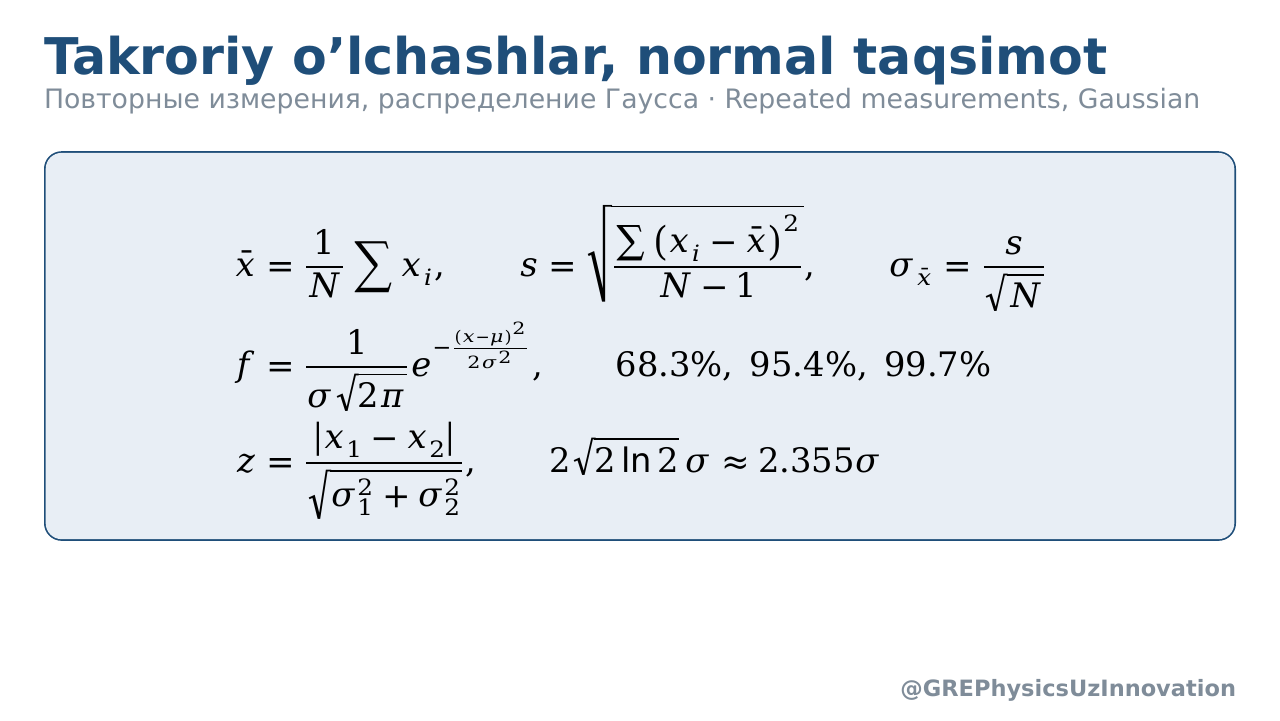 Takroriy o’lchashlar, normal taqsimot
Повторные измерения, распределение Гаусса · Repeated measurements, Gaussian
x̄ = 1/N ∑ xᵢ, s = √(∑ (xᵢ − x̄)² / (N − 1)), σ_x̄ = s/√N
f = 1/(σ√(2π)) e^(−(x−μ)²/(2σ²)), 68.3%, 95.4%, 99.7%
z = |x₁ − x₂| / √(σ₁² + σ₂²), 2√(2 ln 2) σ ≈ 2.355σ
@GREPhysicsUzInnovation